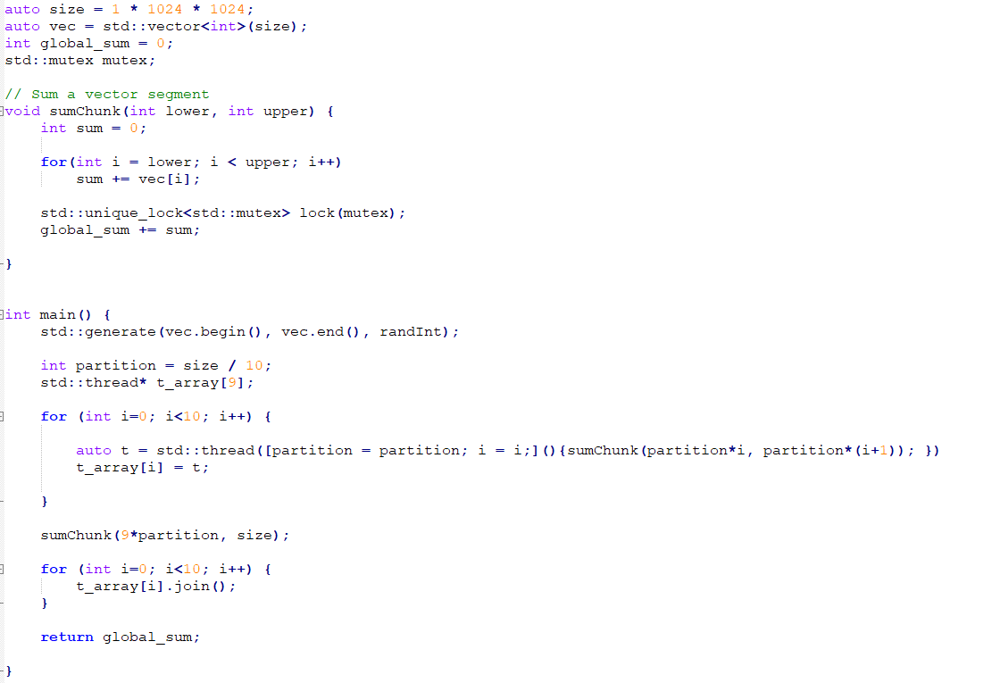 auto size = 1 * 1024 * 1024;
auto vec = std::vector<int>(size);
int global_sum = 0;
std::mutex mutex;
// Sum a vector segment
void sumChunk(int lower, int upper) {
int sum = 0;
for(int i = lower; i < upper; i++)
sum += vec[i];
std::unique_lock<std::mutex> lock(mutex);
global_sum += sum;
}
int main() {
std::generate(vec.begin(), vec.end(), randInt);
int partition = size / 10;
std::thread* t_array[9];
for (int i=0; i<10; i++) {
auto t = std::thread([partition = partition; i = i;](){sumChunk(partition*i, partition*(i+1)); })
t_array[i] = t;
}
sumChunk(9*partition, size);
for (int i=0; i<10; i++) {
t_array[i].join();
}
return global_sum;
}